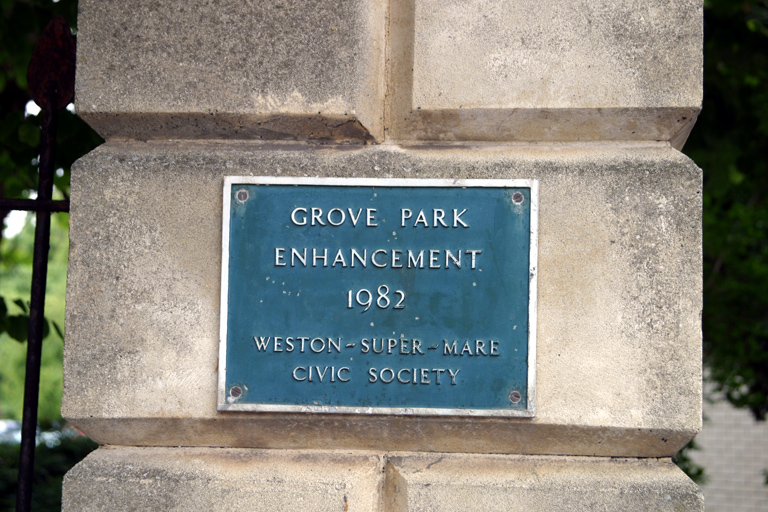 GROVE PARK
ENHANCEMENT
1982
WESTON-SUPER-MARE
CIVIC SOCIETY